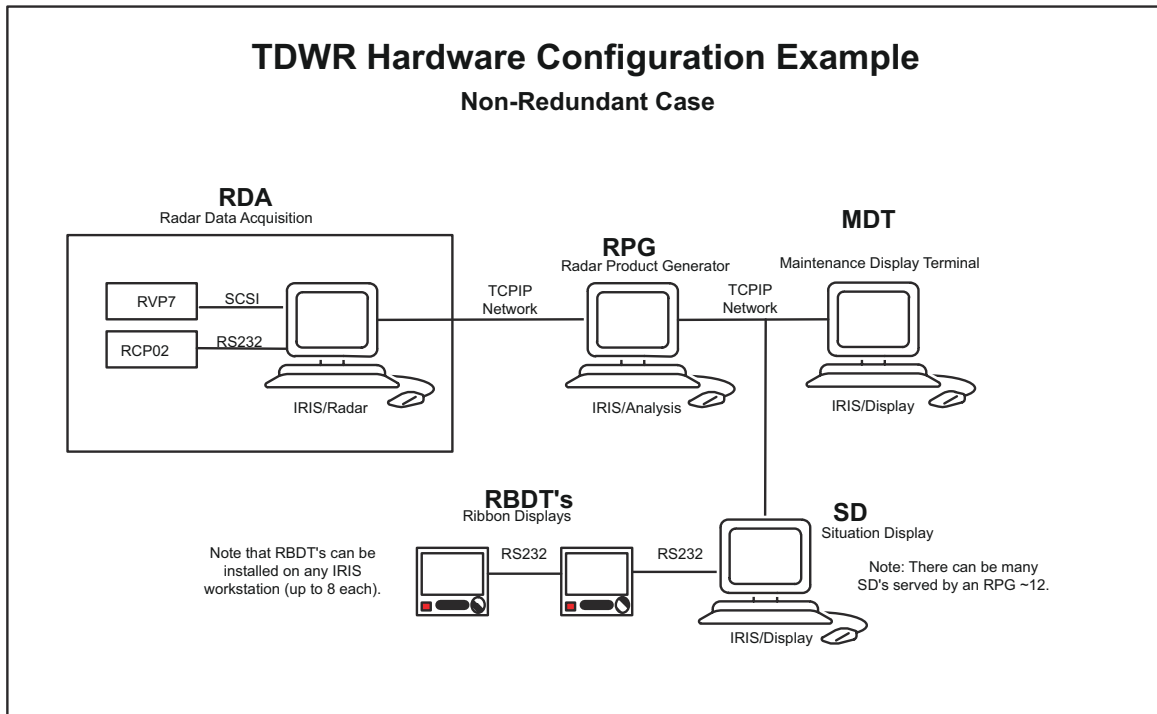 TDWR Hardware Configuration Example
Non-Redundant Case
RDA
Radar Data Acquisition
RVP7
SCSI
RCP02
RS232
IRIS/Radar
TCPIP
Network
RPG
Radar Product Generator
IRIS/Analysis
TCPIP
Network
MDT
Maintenance Display Terminal
IRIS/Display
RBDT's
Ribbon Displays
Note that RBDT's can be
installed on any IRIS
workstation (up to 8 each).
RS232
RS232
SD
Situation Display
Note: There can be many
SD's served by an RPG ~12.
IRIS/Display